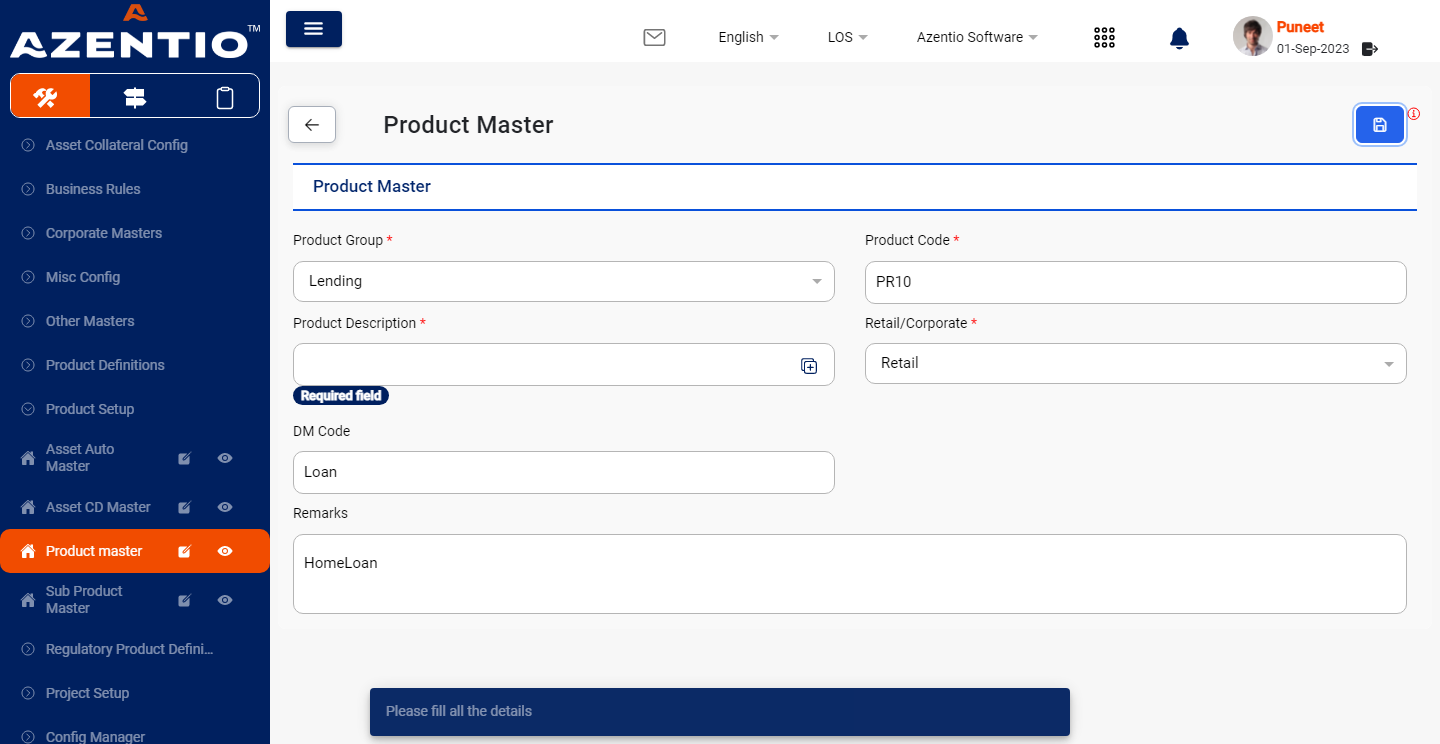 AZENTIO™
English
LOS
Azentio Software
Puneet
01-Sep-2023
Asset Collateral Config
Business Rules
Corporate Masters
Misc Config
Other Masters
Product Definitions
Product Setup
Asset Auto
Master
Asset CD Master
Product master
Sub Product
Master
Regulatory Product Defini...
Project Setup
Config Manager
Product Master
Product Master
Product Group *
Product Code *
Lending
PR10
Product Description *
Retail/Corporate *
Retail
Required field
DM Code
Loan
Remarks
HomeLoan
Please fill all the details